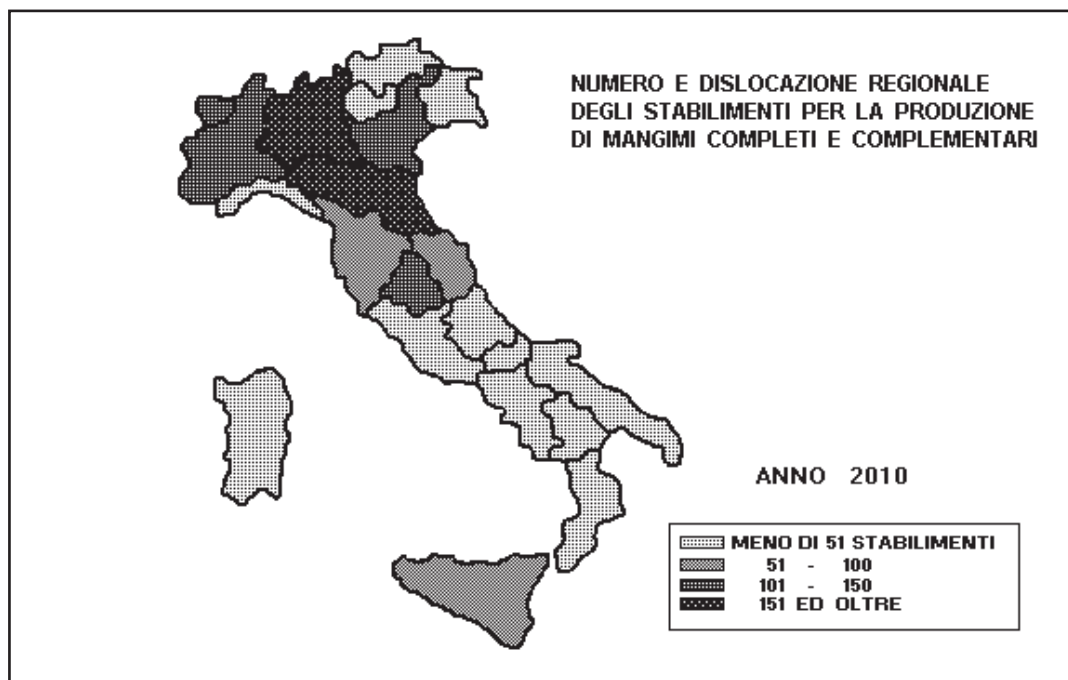 NUMERO E DISLOCAZIONE REGIONALE
DEGLI STABILIMENTI PER LA PRODUZIONE
DI MANGIMI COMPLETI E COMPLEMENTARI
ANNO 2010
MENO DI 51 STABILIMENTI
51 - 100
101 - 150
151 ED OLTRE